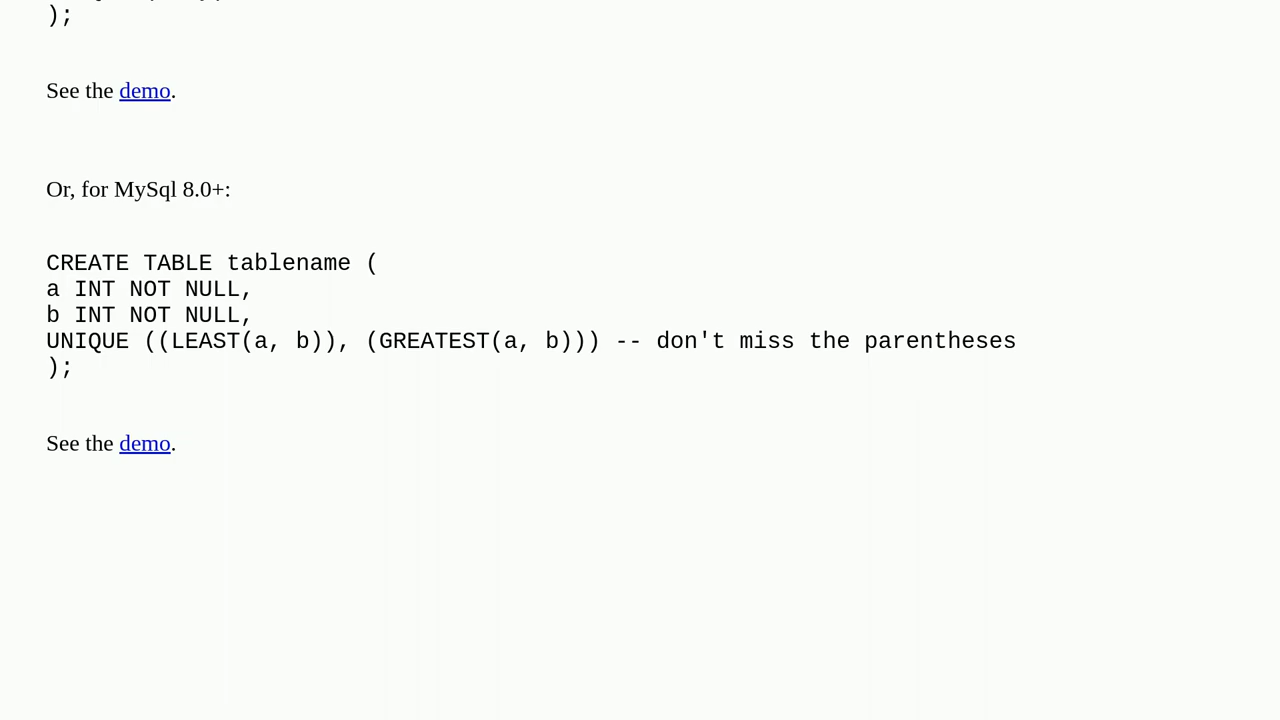 );
See the demo.
Or, for MySql 8.0+:
CREATE TABLE tablename (
a INT NOT NULL,
b INT NOT NULL,
UNIQUE ((LEAST(a, b)), (GREATEST(a, b))) -- don't miss the parentheses
);
See the demo.